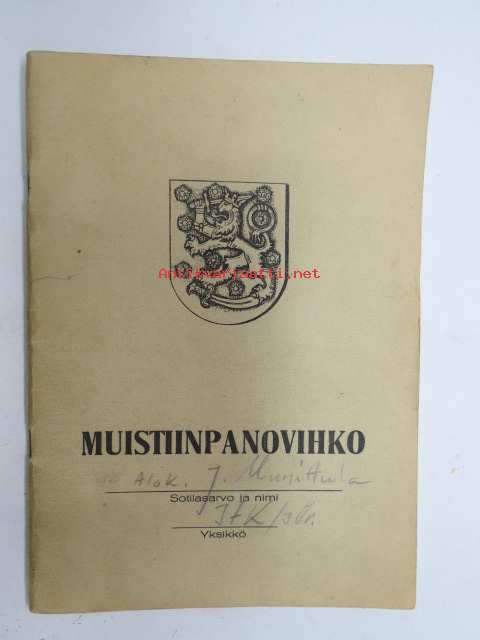 Antikvariaatti.net
MUISTIINPANOVIHKO
Alok. J.
Sotilasarvo ja nimi
Yksikkö